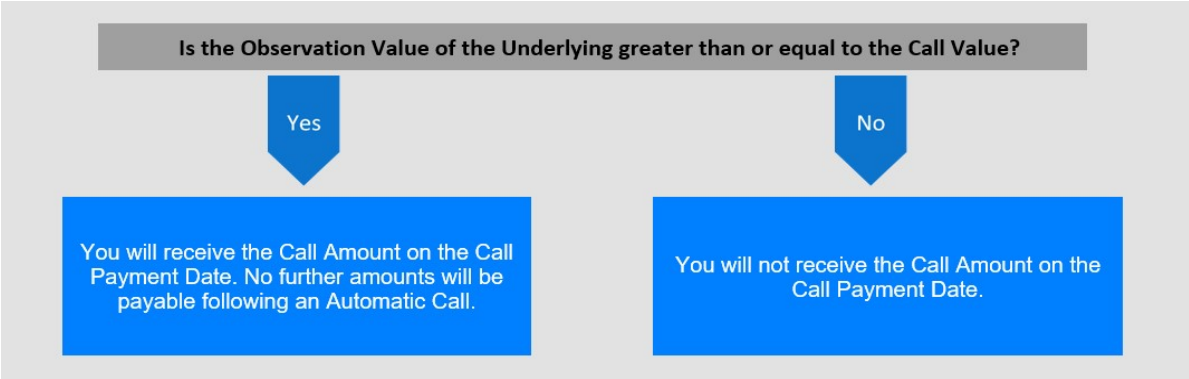 Is the Observation Value of the Underlying greater than or equal to the Call Value?
Yes
No
You will receive the Call Amount on the Call
Payment Date. No further amounts will be
payable following an Automatic Call.
You will not receive the Call Amount on the
Call Payment Date.